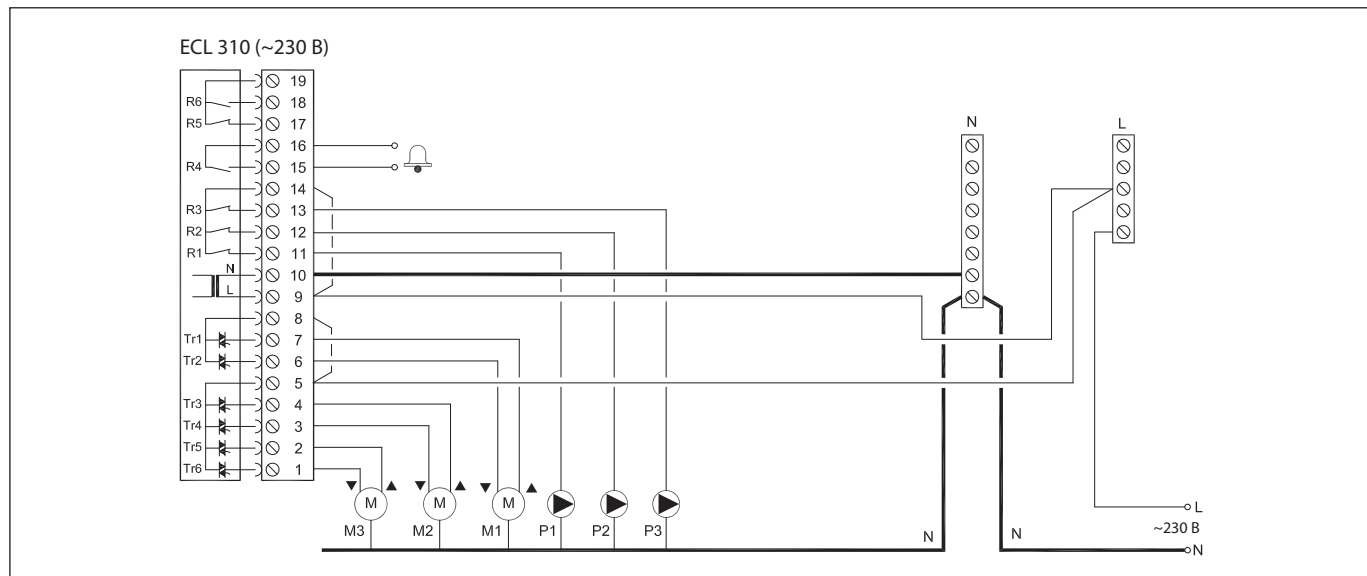 ECL 310 (~230 В)
19
R6 18
R5 17
16
R4 15
14
R3 13
R2 12
R1 11
N 10
L 9
8
Tr1 7
Tr2 6
5
Tr3 4
Tr4 3
Tr5 2
Tr6 1
N
L
M M M
M3 M2 M1 P1 P2 P3
N N
L
~230 В
N